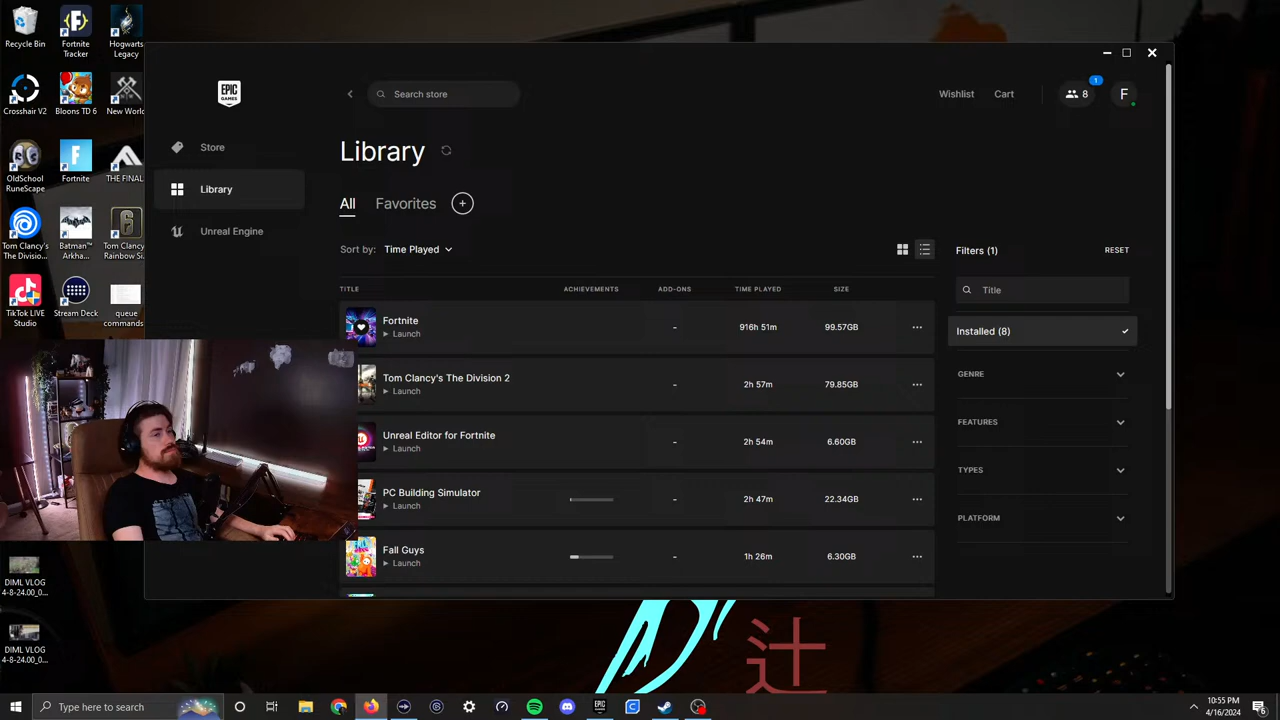 Recycle Bin
Fortnite
Tracker
Hogwarts
Legacy
Crosshair V2
Bloons TD 6
New World
OldSchool
RuneScape
Fortnite
THE FINAL
Tom Clancy's
The Divisio...
Batman™
Arkha...
Tom Clancy
Rainbow Si
TikTok LIVE
Studio
Stream Deck
queue
commands
DIML VLOG
4-8-24.00_0...
DIML VLOG
4-8-24.00_0...
EPIC
GAMES
Search store
Wishlist
Cart
1
8
F
Store
Library
Unreal Engine
Library
All
Favorites
Sort by: Time Played
TITLE
ACHIEVEMENTS
ADD-ONS
TIME PLAYED
SIZE
Fortnite
Launch
-
916h 51m
99.57GB
Tom Clancy's The Division 2
Launch
-
2h 57m
79.85GB
Unreal Editor for Fortnite
Launch
-
2h 54m
6.60GB
PC Building Simulator
Launch
-
2h 47m
22.34GB
Fall Guys
Launch
-
1h 26m
6.30GB
Filters (1)
RESET
Title
Installed (8)
GENRE
FEATURES
TYPES
PLATFORM
辻
Type here to search
10:55 PM
4/16/2024
6